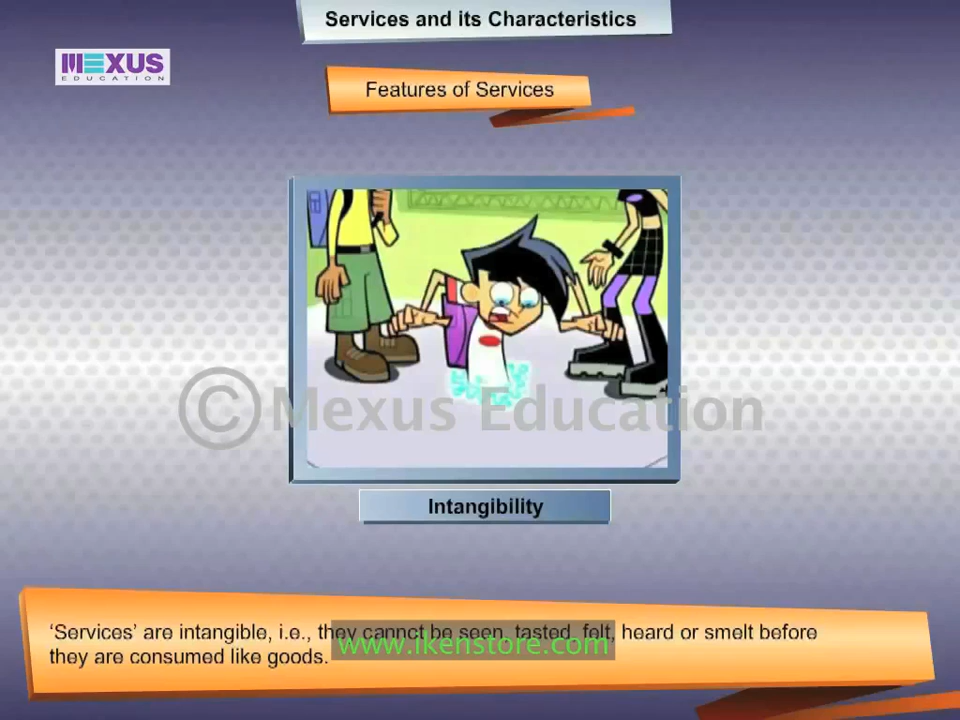 Services and its Characteristics
MEXUS
EDUCATION
Features of Services
© Mexus Education
Intangibility
‘Services’ are intangible, i.e., they cannot be seen, tasted, felt, heard or smelt before
they are consumed like goods.
www.ikenstore.com